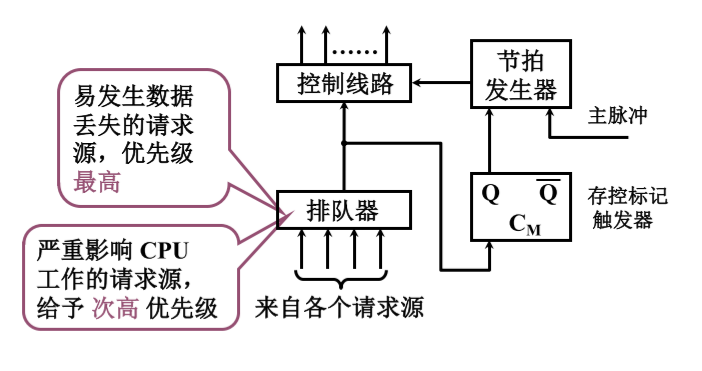 易发生数据
丢失的请求
源，优先级
最高
严重影响 CPU
工作的请求源，
给予 次高 优先级
……
控制线路
节拍
发生器
主脉冲
排队器
Q Q̅
C_M
存控标记
触发器
来自各个请求源